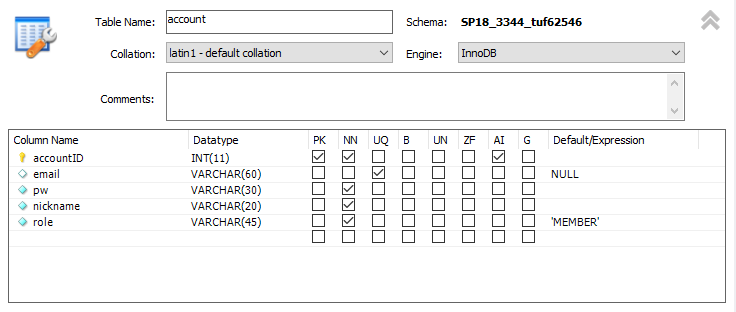 Table Name: account Schema: SP18_3344_tuf62546
Collation: latin1 - default collation Engine: InnoDB
Comments:
Column Name Datatype PK NN UQ B UN ZF AI G Default/Expression
accountID INT(11)
email VARCHAR(60) NULL
pw VARCHAR(30)
nickname VARCHAR(20)
role VARCHAR(45) 'MEMBER'